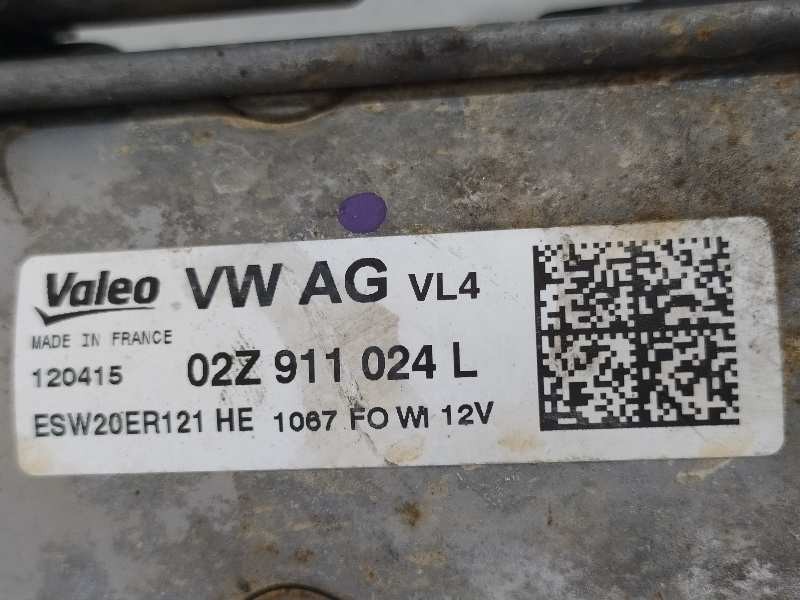 Valeo VW AG VL4
MADE IN FRANCE
120415 02Z 911 024 L
ESW20ER121 HE 1067 FO WI 12V